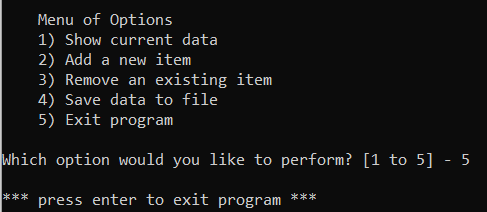 Menu of Options
1) Show current data
2) Add a new item
3) Remove an existing item
4) Save data to file
5) Exit program
Which option would you like to perform? [1 to 5] - 5
*** press enter to exit program ***